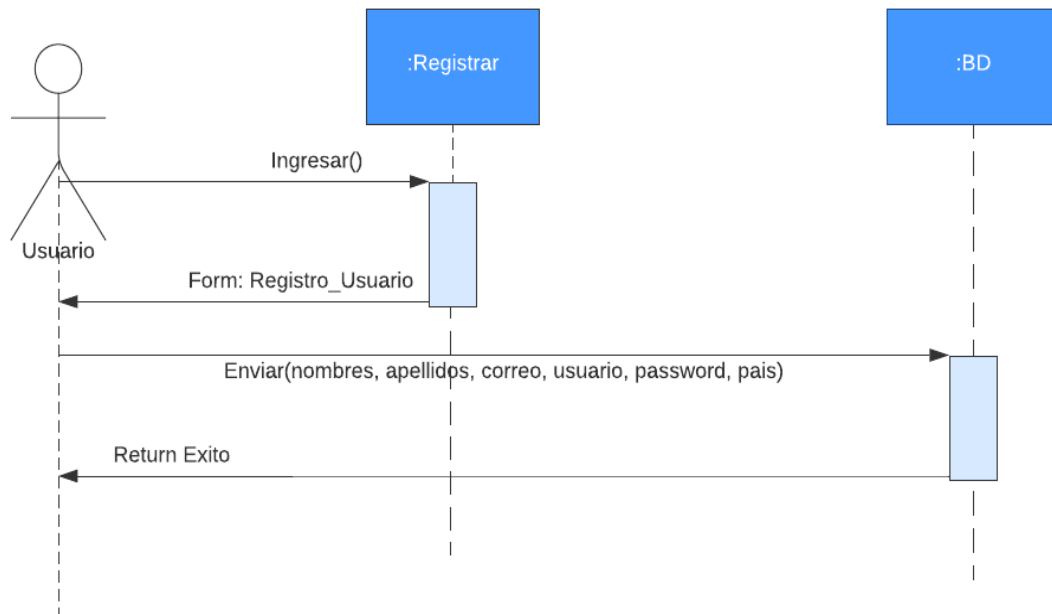 :Registrar
:BD
Ingresar()
Usuario
Form: Registro_Usuario
Enviar(nombres, apellidos, correo, usuario, password, pais)
Return Exito